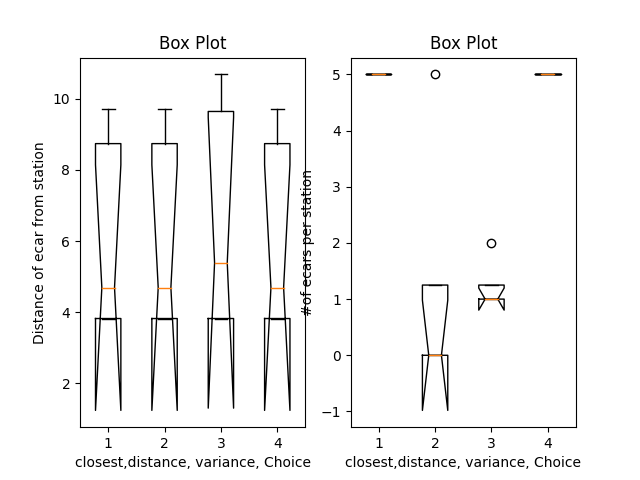 Box Plot
Box Plot
Distance of ecar from station
10
8
6
4
2
1 2 3 4
closest,distance, variance, Choice
#of ecars per station
5
4
3
2
1
0
−1
1 2 3 4
closest,distance, variance, Choice